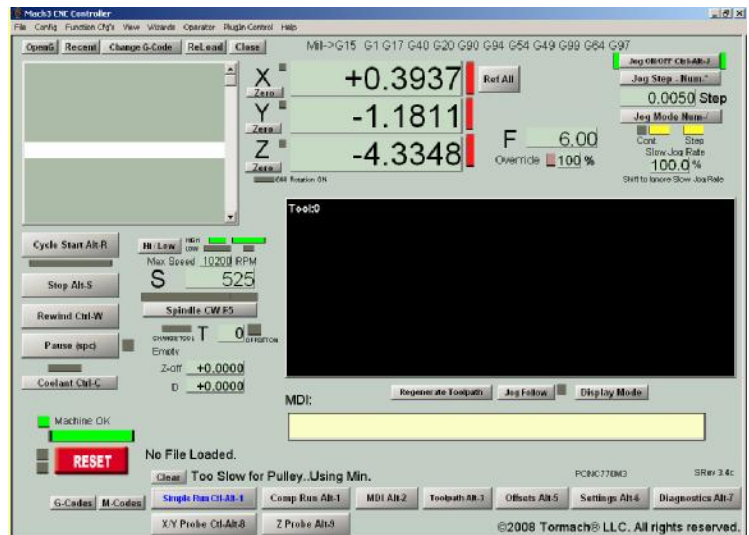 Mach3 CNC Controller
File Config Function Cfg's View Wizards Operator PlugIn Control Help
OpenG Recent Change G-Code ReLoad Close
Mill->G15 G1 G17 G40 G20 G90 G94 G54 G49 G99 G64 G97
Jog ON/OFF Ctrl-Alt-J
X +0.3937 Ref All
Zero
Jog Step - Num-*
0.0050 Step
Y -1.1811
Zero
Jog Mode Num-/
Cont Step
Z -4.3348
Zero
F 6.00
Override 100 %
Slow Jog Rate
100.0 %
Shift to Ignore Slow Jog Rate
Rotation ON
Tool:0
Cycle Start Alt-R
Hi / Low HIGH LOW
Max Speed 10200 RPM
S 525
Stop Alt-S
Spindle CW F5
Rewind Ctrl-W
CHANGE TOOL T 0 OFFSET ON
Pause (spc)
Empty
Z-off +0.0000
Coolant Ctrl-C
D +0.0000
Regenerate Toolpath Jog Follow Display Mode
MDI:
Machine OK
RESET
No File Loaded.
Clear Too Slow for Pulley..Using Min.
PCNC770M3 SRev 3.4c
G-Codes M-Codes
Simple Run Ctl-Alt-1 Comp Run Alt-1 MDI Alt-2 Toolpath Alt-3 Offsets Alt-5 Settings Alt-6 Diagnostics Alt-7
X/Y Probe Ctl-Alt-8 Z Probe Alt-9
©2008 Tormach® LLC. All rights reserved.